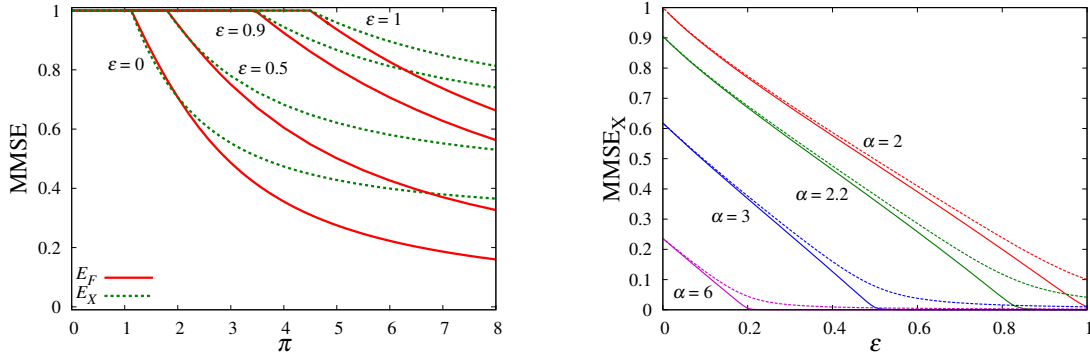 MMSE
1
0.8
0.6
0.4
0.2
0
0 1 2 3 4 5 6 7 8
π
ε = 1
ε = 0.9
ε = 0.5
ε = 0
E_F
E_X
MMSE_X
1
0.9
0.8
0.7
0.6
0.5
0.4
0.3
0.2
0.1
0
0 0.2 0.4 0.6 0.8 1
ε
α = 2
α = 2.2
α = 3
α = 6